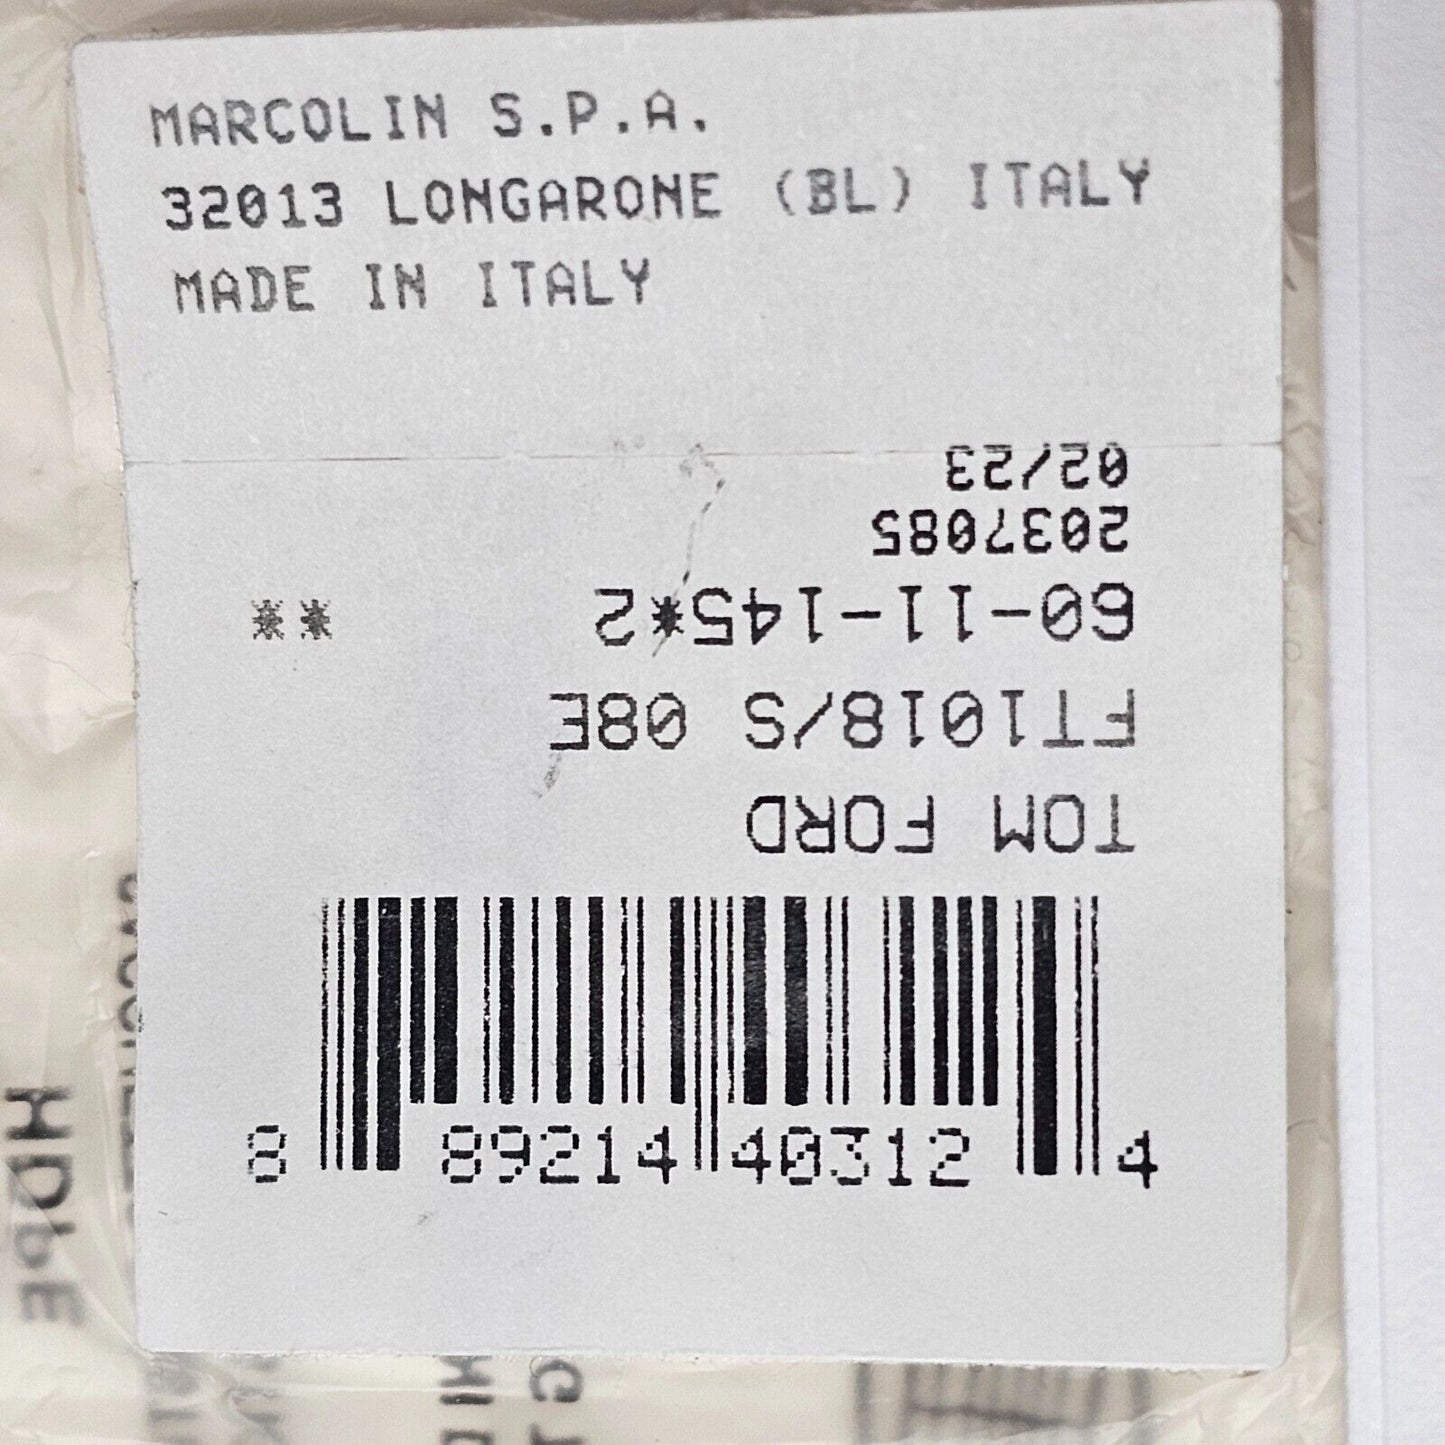 MARCOLIN S.P.A.
32013 LONGARONE (BL) ITALY
MADE IN ITALY
TOM FORD
FT1018/S 08E
60-11-145*2 **
2037085
02/23
8 89214 40312 4
HDPE